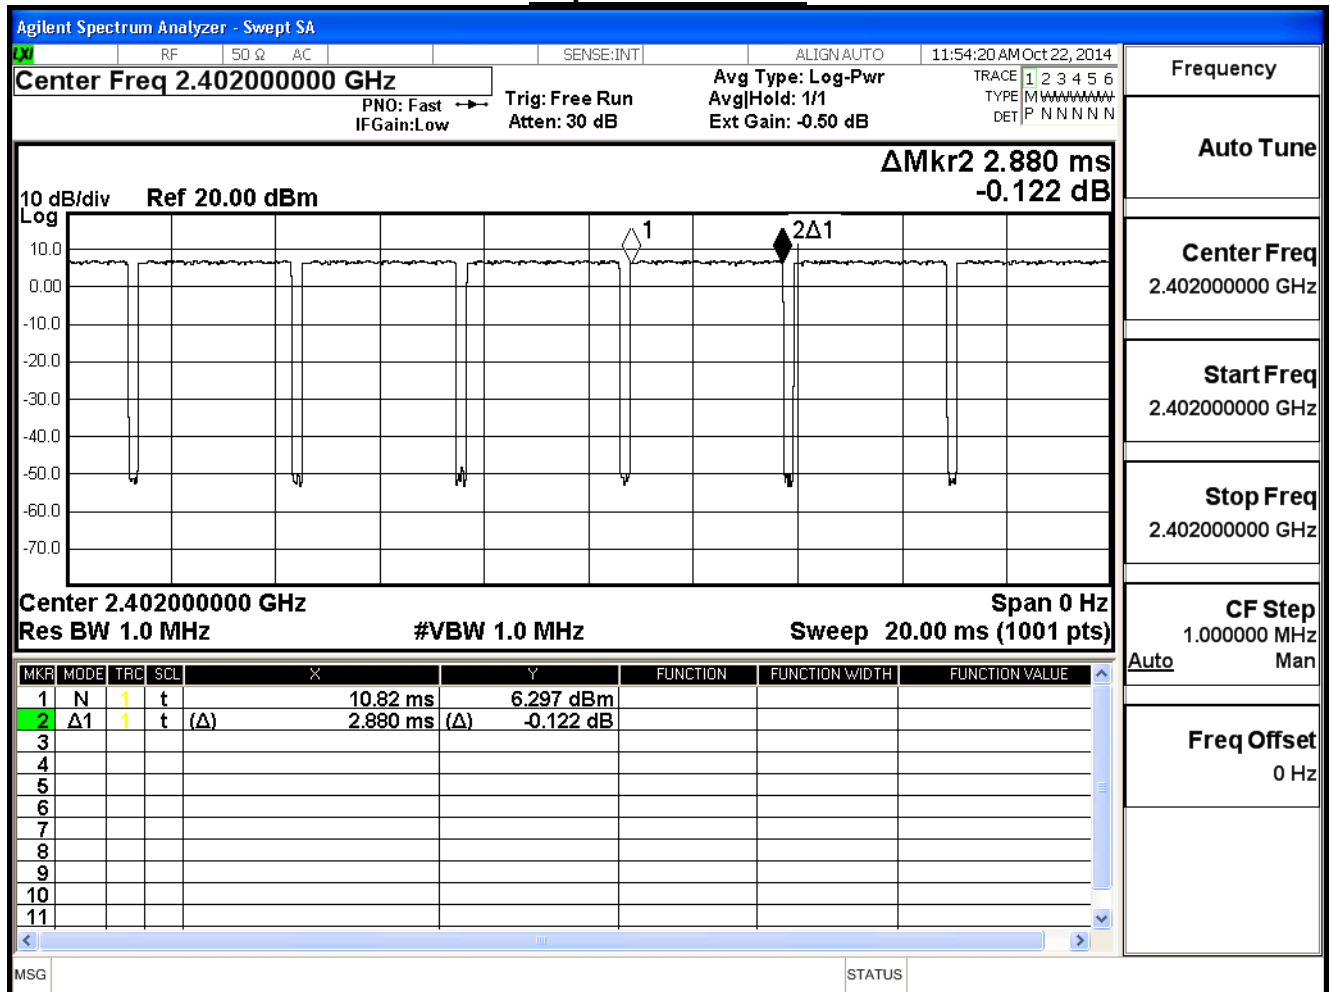 Agilent Spectrum Analyzer - Swept SA
LXI RF 50 Ω AC SENSE:INT ALIGN AUTO 11:54:20 AM Oct 22, 2014
Center Freq 2.402000000 GHz
PNO: Fast
IFGain:Low
Trig: Free Run
Atten: 30 dB
Avg Type: Log-Pwr
Avg|Hold: 1/1
Ext Gain: -0.50 dB
TRACE 1 2 3 4 5 6
TYPE M WWWWW
DET P N N N N N
ΔMkr2 2.880 ms
-0.122 dB
10 dB/div Ref 20.00 dBm
Log
1
2Δ1
10.0
0.00
-10.0
-20.0
-30.0
-40.0
-50.0
-60.0
-70.0
Center 2.402000000 GHz Span 0 Hz
Res BW 1.0 MHz #VBW 1.0 MHz Sweep 20.00 ms (1001 pts)
MKR MODE TRC SCL X Y FUNCTION FUNCTION WIDTH FUNCTION VALUE
1 N 1 t 10.82 ms 6.297 dBm
2 Δ1 1 t (Δ) 2.880 ms (Δ) -0.122 dB
3
4
5
6
7
8
9
10
11
MSG STATUS
Frequency
Auto Tune
Center Freq
2.402000000 GHz
Start Freq
2.402000000 GHz
Stop Freq
2.402000000 GHz
CF Step
1.000000 MHz
Auto Man
Freq Offset
0 Hz